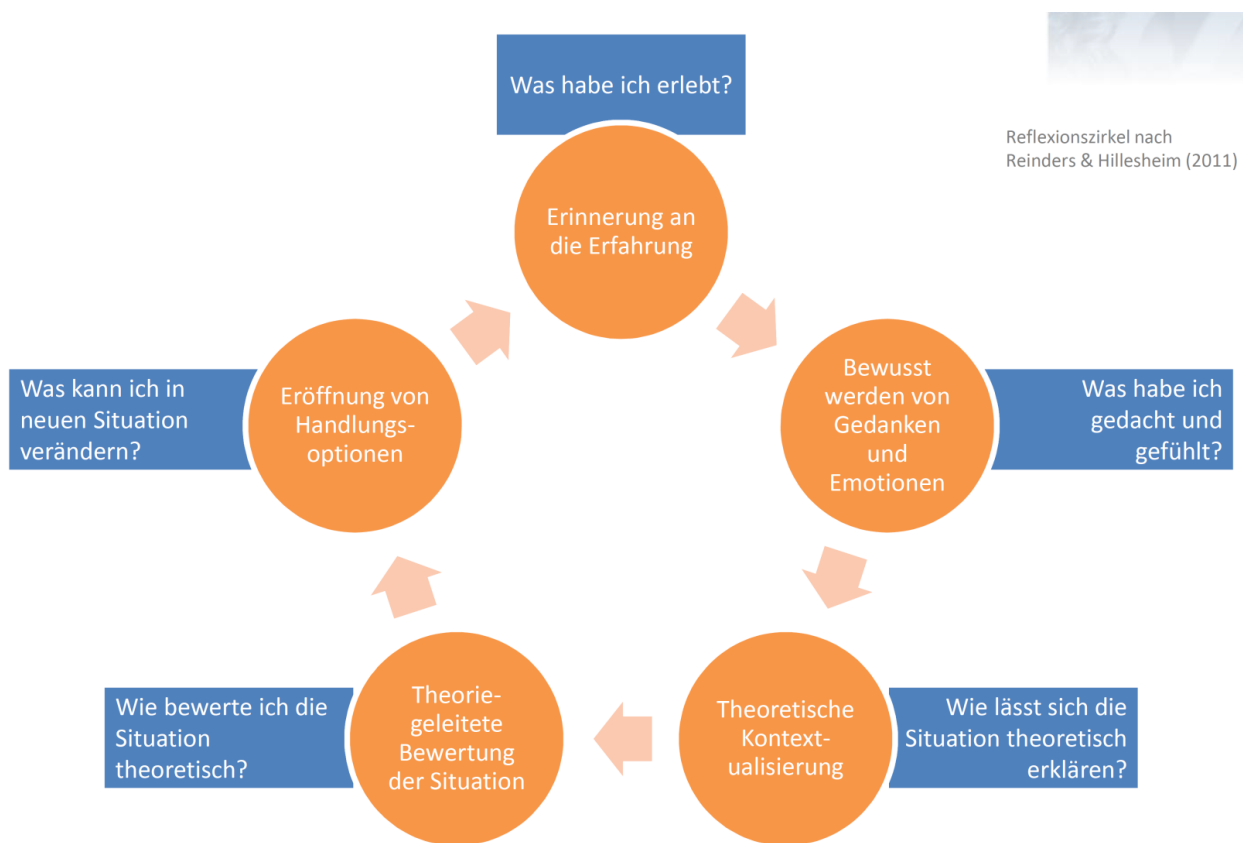 Was habe ich erlebt?
Reflexionszirkel nach
Reinders & Hillesheim (2011)
Erinnerung an
die Erfahrung
Bewusst
werden von
Gedanken
und
Emotionen
Was habe ich
gedacht und
gefühlt?
Theoretische
Kontext-
ualisierung
Wie lässt sich die
Situation theoretisch
erklären?
Theorie-
geleitete
Bewertung
der Situation
Wie bewerte ich die
Situation
theoretisch?
Eröffnung von
Handlungs-
optionen
Was kann ich in
neuen Situation
verändern?